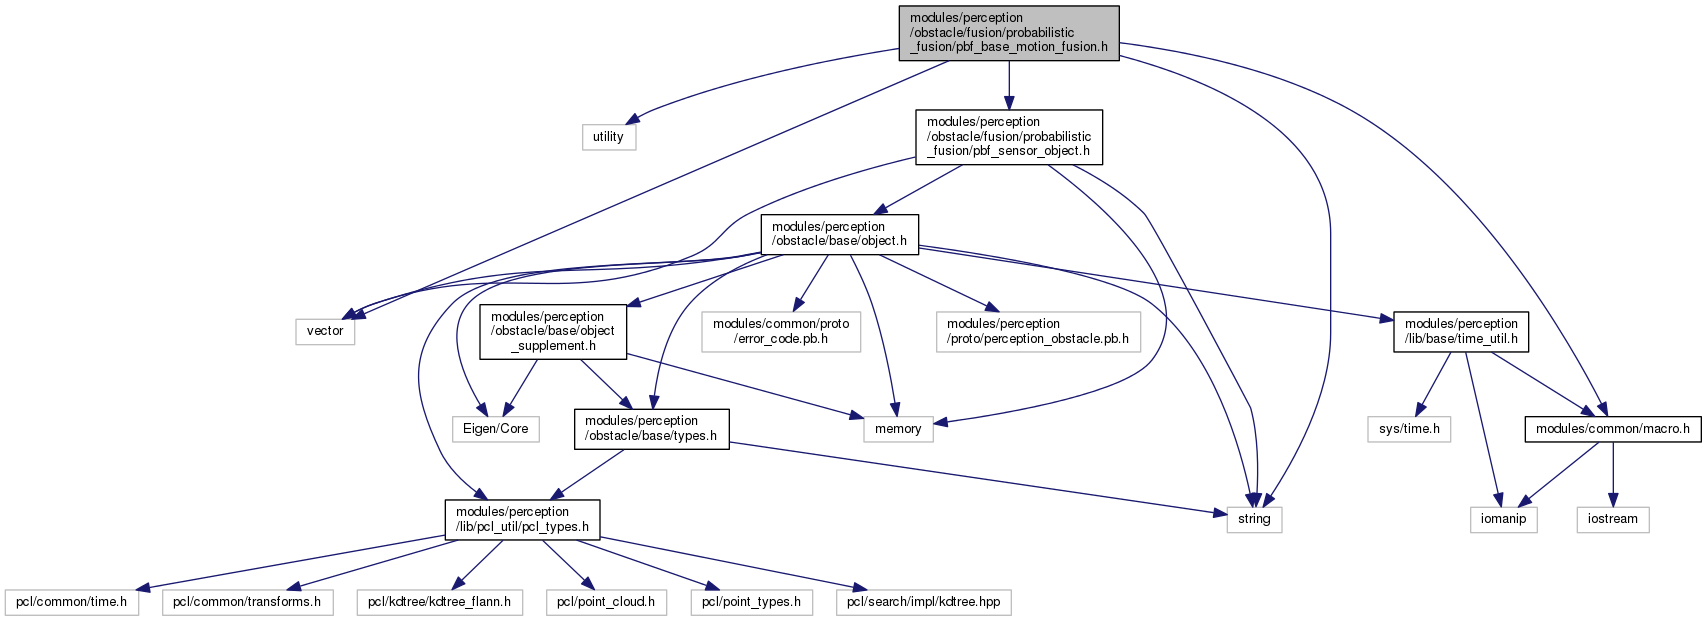 modules/perception
/obstacle/fusion/probabilistic
_fusion/pbf_base_motion_fusion.h
utility
modules/perception
/obstacle/fusion/probabilistic
_fusion/pbf_sensor_object.h
modules/perception
/obstacle/base/object.h
vector
modules/perception
/obstacle/base/object
_supplement.h
modules/common/proto
/error_code.pb.h
modules/perception
/proto/perception_obstacle.pb.h
modules/perception
/lib/base/time_util.h
Eigen/Core
modules/perception
/obstacle/base/types.h
memory
sys/time.h
modules/common/macro.h
modules/perception
/lib/pcl_util/pcl_types.h
string
iomanip
iostream
pcl/common/time.h
pcl/common/transforms.h
pcl/kdtree/kdtree_flann.h
pcl/point_cloud.h
pcl/point_types.h
pcl/search/impl/kdtree.hpp